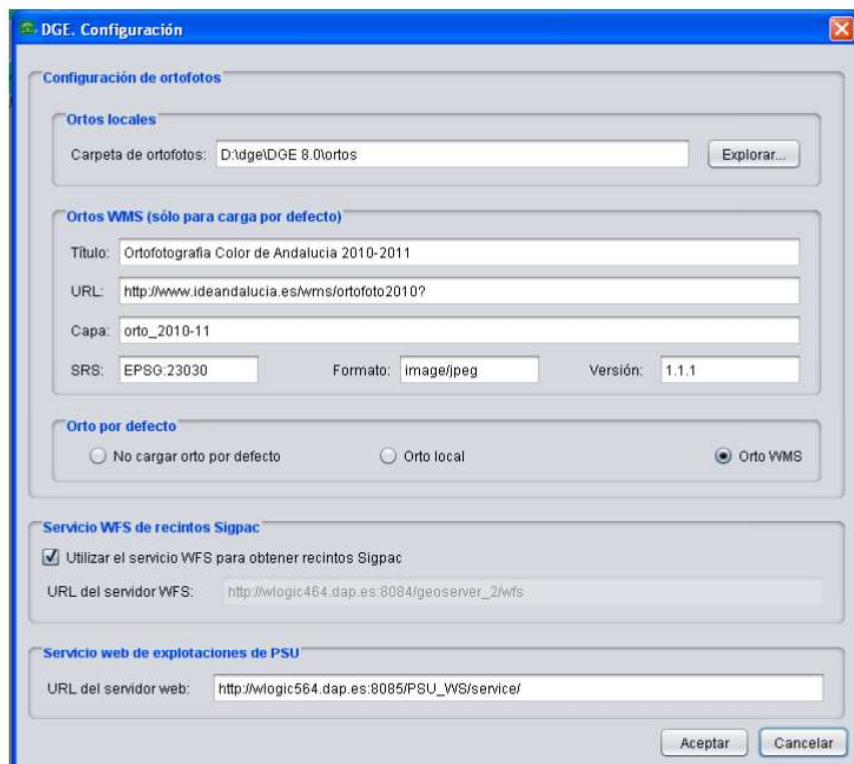 DGE. Configuración
Configuración de ortofotos
Ortos locales
Carpeta de ortofotos: D:\dge\DGE 8.0\ortos Explorar...
Ortos WMS (sólo para carga por defecto)
Título: Ortofotografia Color de Andalucia 2010-2011
URL: http://www.ideandalucia.es/wms/ortofoto2010?
Capa: orto_2010-11
SRS: EPSG:23030 Formato: image/jpeg Versión: 1.1.1
Orto por defecto
No cargar orto por defecto Orto local Orto WMS
Servicio WFS de recintos Sigpac
Utilizar el servicio WFS para obtener recintos Sigpac
URL del servidor WFS: http://wlogic464.dap.es:8084/geoserver_2/wfs
Servicio web de explotaciones de PSU
URL del servidor web: http://wlogic564.dap.es:8085/PSU_WS/service/
Aceptar Cancelar